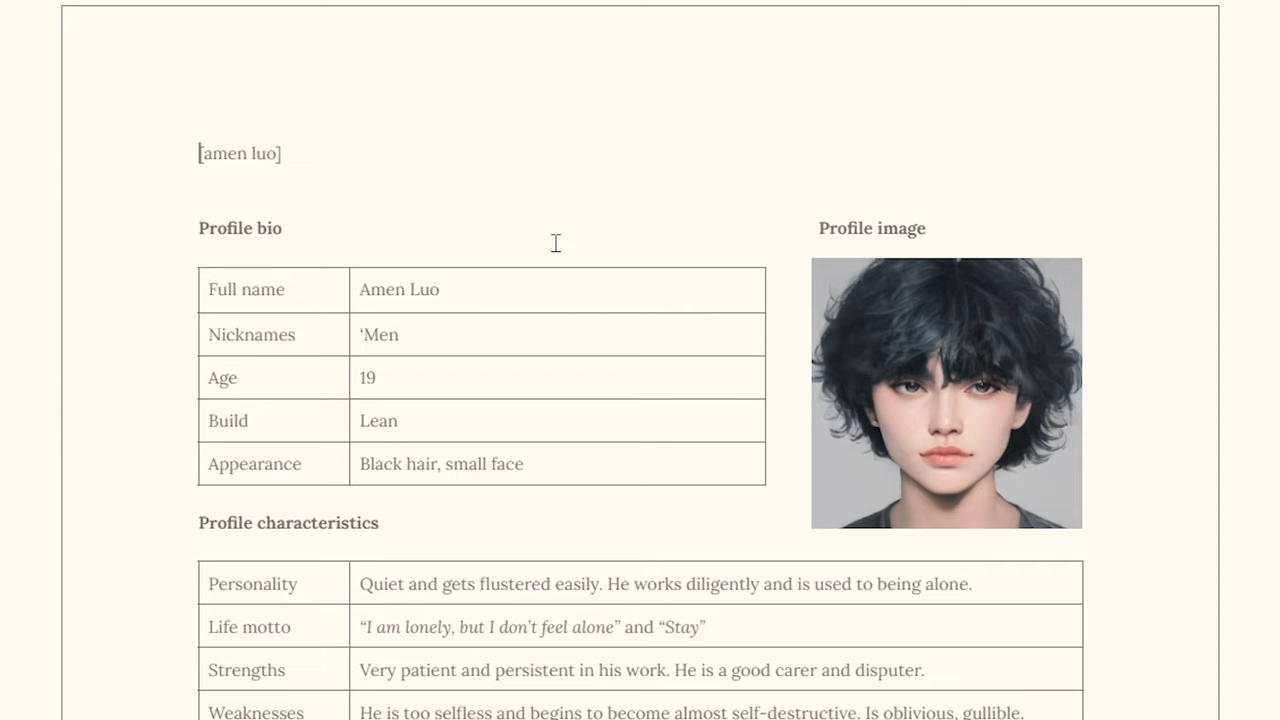 [amen luo]
Profile bio
Profile image
Full name Amen Luo
Nicknames ‘Men
Age 19
Build Lean
Appearance Black hair, small face
Profile characteristics
Personality Quiet and gets flustered easily. He works diligently and is used to being alone.
Life motto “I am lonely, but I don’t feel alone” and “Stay”
Strengths Very patient and persistent in his work. He is a good carer and disputer.
Weaknesses He is too selfless and begins to become almost self-destructive. Is oblivious, gullible.